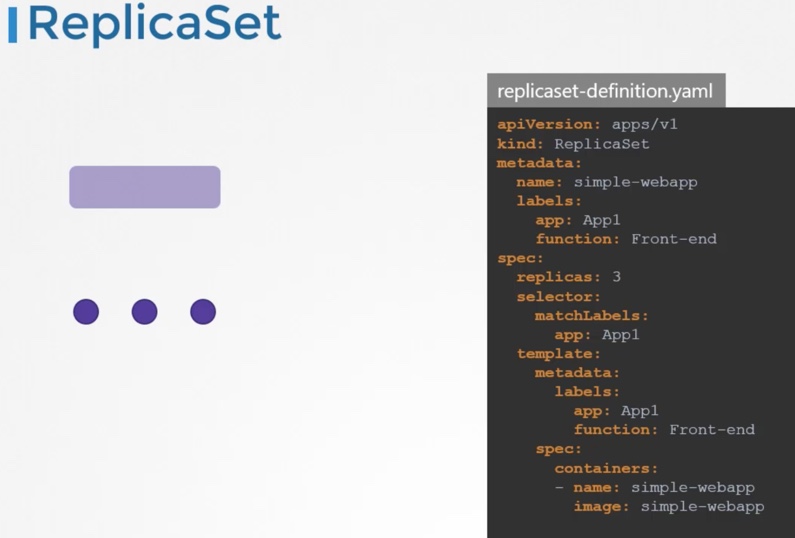 ReplicaSet
replicaset-definition.yaml
apiVersion: apps/v1
kind: ReplicaSet
metadata:
  name: simple-webapp
  labels:
    app: App1
    function: Front-end
spec:
  replicas: 3
  selector:
    matchLabels:
      app: App1
  template:
    metadata:
      labels:
        app: App1
        function: Front-end
    spec:
      containers:
      - name: simple-webapp
        image: simple-webapp